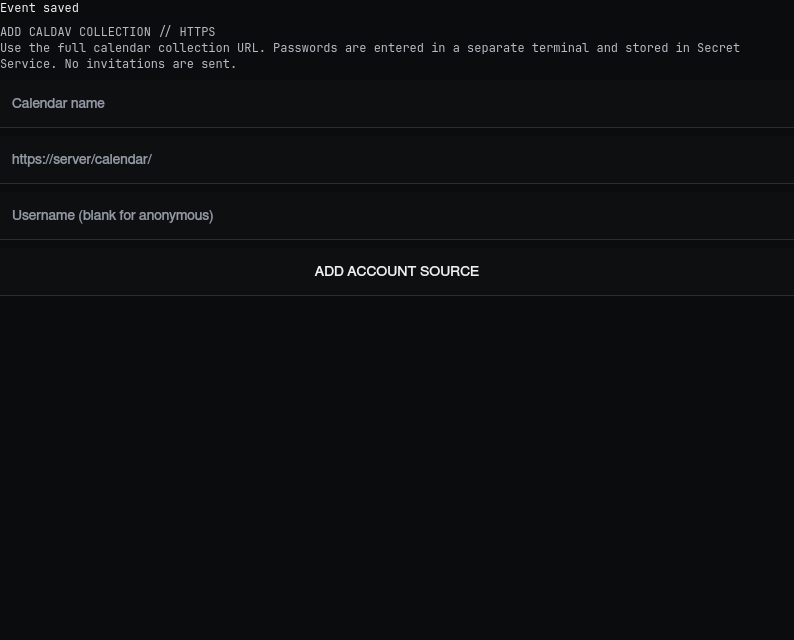 Event saved
ADD CALDAV COLLECTION // HTTPS
Use the full calendar collection URL. Passwords are entered in a separate terminal and stored in Secret
Service. No invitations are sent.
Calendar name
https://server/calendar/
Username (blank for anonymous)
ADD ACCOUNT SOURCE